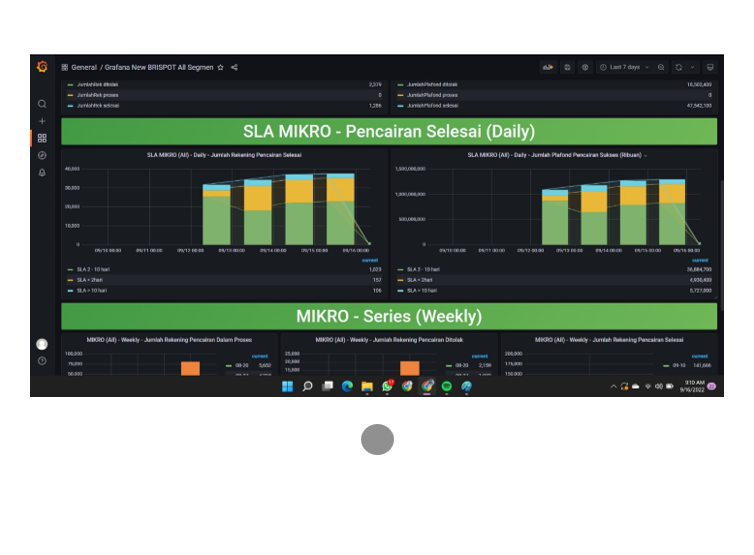 General / Grafana New BRISPOT All Segmen
Last 7 days
JumlahRek ditolak 2,379
JumlahRek proses 0
JumlahRek selesai 1,286
JumlahPlafond ditolak 18,502,403
JumlahPlafond proses 0
JumlahPlafond selesai 47,542,100
SLA MIKRO - Pencairan Selesai (Daily)
SLA MIKRO (All) - Daily - Jumlah Rekening Pencairan Selesai
40,000
30,000
20,000
10,000
0
09/10 00:00 09/11 00:00 09/12 00:00 09/13 00:00 09/14 00:00 09/15 00:00 09/16 00:00
current
SLA 2 - 10 hari 1,023
SLA < 2hari 157
SLA > 10 hari 106
SLA MIKRO (All) - Daily - Jumlah Plafond Pencairan Sukses (Ribuan)
1,500,000,000
1,000,000,000
500,000,000
0
09/10 00:00 09/11 00:00 09/12 00:00 09/13 00:00 09/14 00:00 09/15 00:00 09/16 00:00
current
SLA 2 - 10 hari 36,884,700
SLA < 2hari 4,930,400
SLA > 10 hari 5,727,000
MIKRO - Series (Weekly)
MIKRO (All) - Weekly - Jumlah Rekening Pencairan Dalam Proses
100,000
75,000
50,000
current
08-20 5,652
MIKRO (All) - Weekly - Jumlah Rekening Pencairan Ditolak
25,000
20,000
15,000
current
08-20 2,159
MIKRO (All) - Weekly - Jumlah Rekening Pencairan Selesai
200,000
150,000
current
09-10 141,606
9:10 AM
9/16/2022